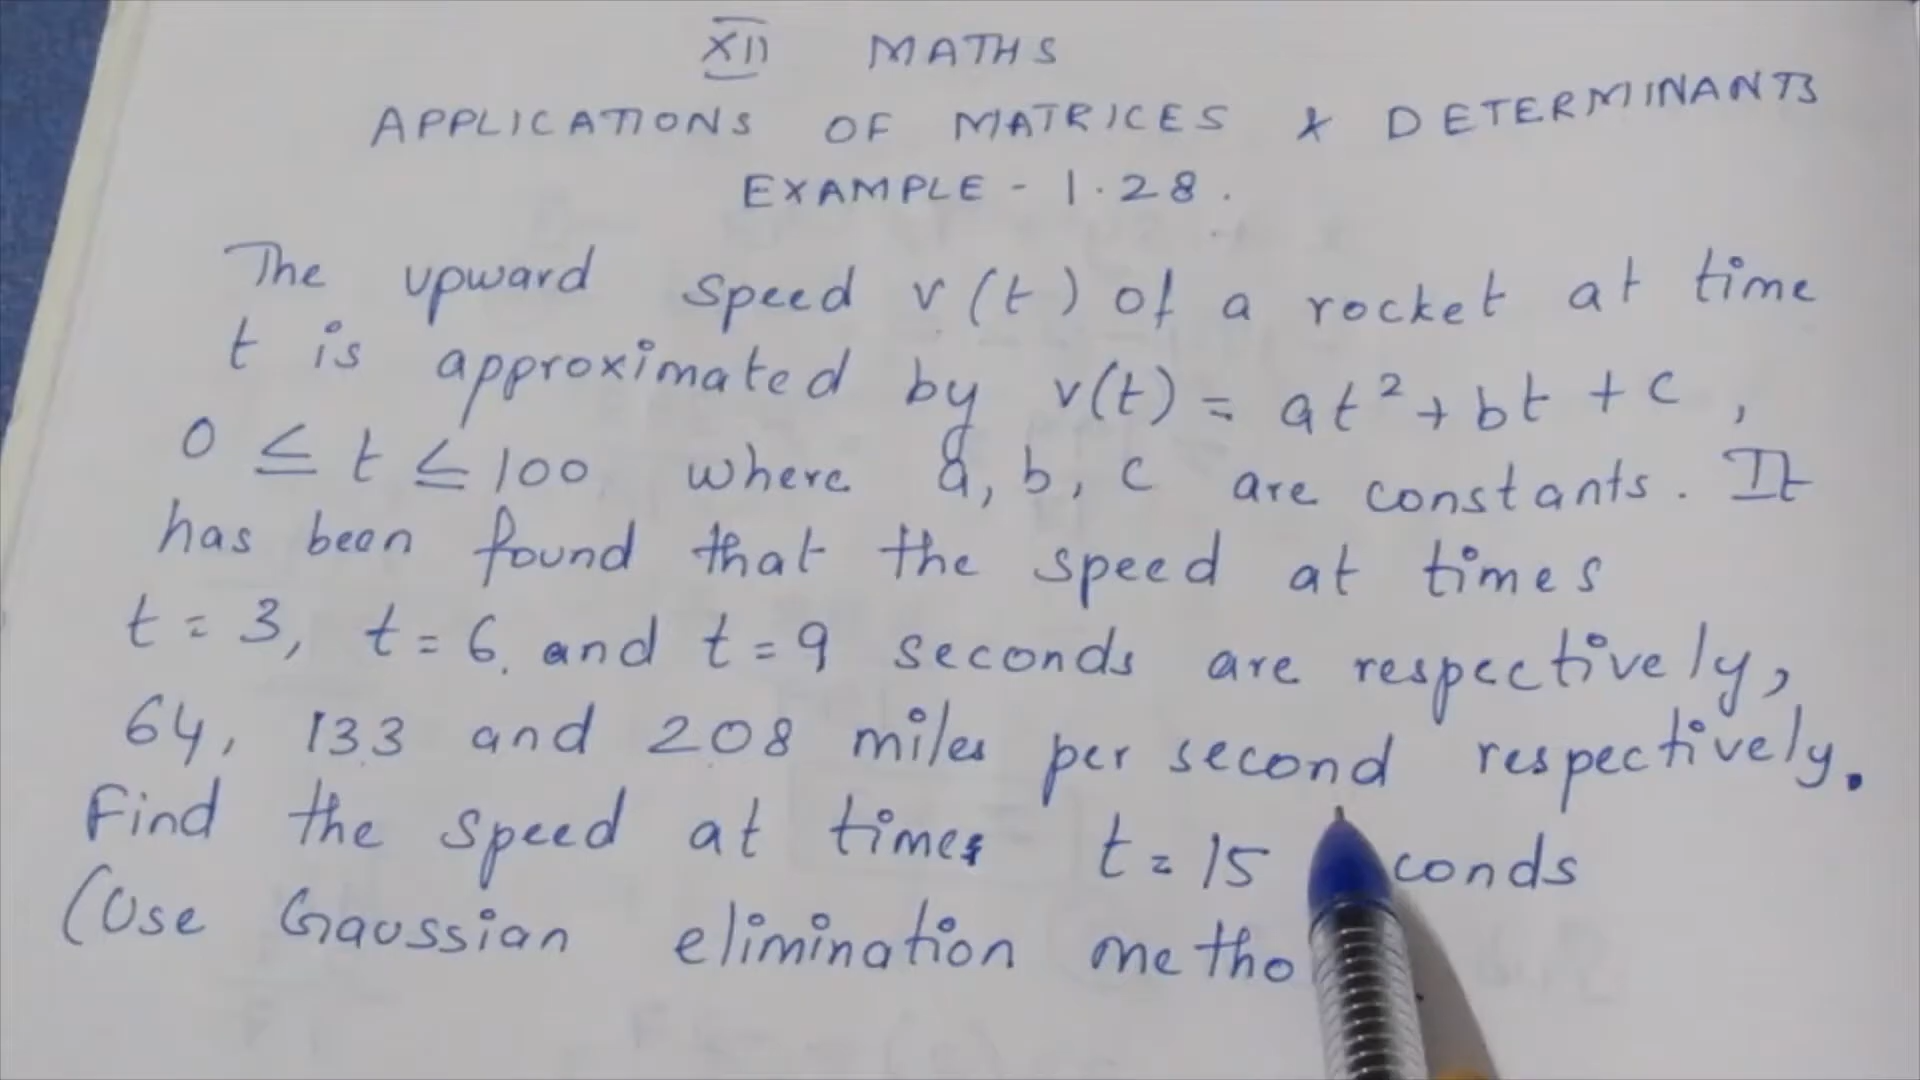 XII MATHS
APPLICATIONS OF MATRICES & DETERMINANTS
EXAMPLE - 1.28.
The upward speed v(t) of a rocket at time
t is approximated by v(t) = at² + bt + c,
0 ≤ t ≤ 100 where a, b, c are constants. It
has been found that the speed at times
t = 3, t = 6, and t = 9 seconds are respectively,
64, 133 and 208 miles per second respectively.
Find the speed at time t = 15 conds
(Use Gaussian elimination metho